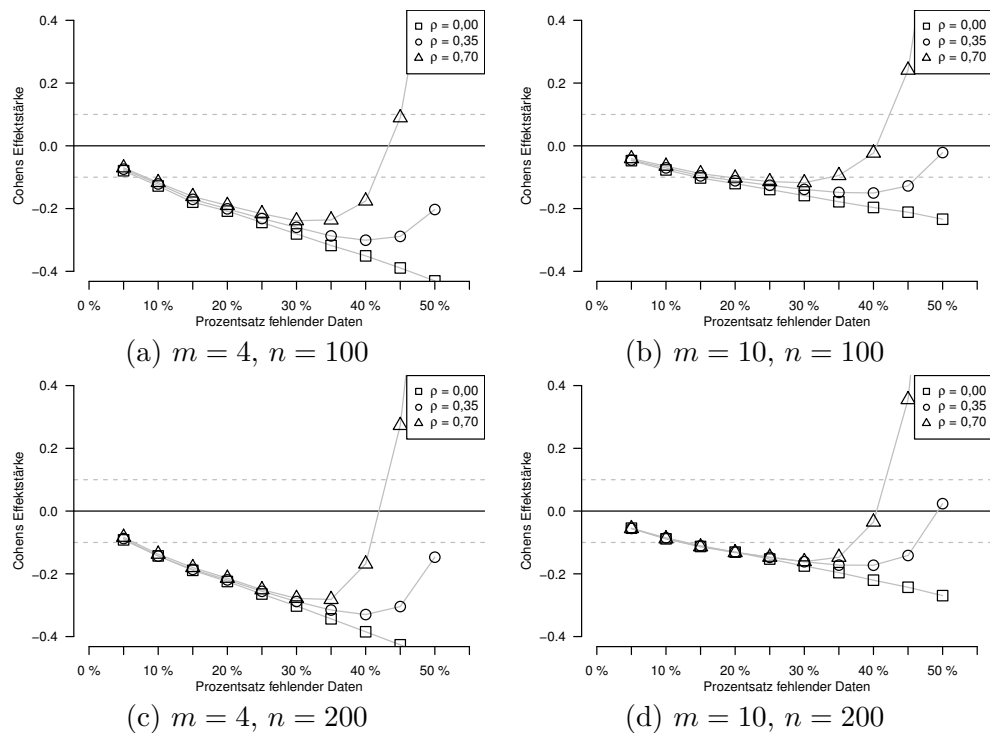 Cohens Effektstärke
0.4
0.2
0.0
−0.2
−0.4
ρ = 0,00
ρ = 0,35
ρ = 0,70
0 % 10 % 20 % 30 % 40 % 50 %
Prozentsatz fehlender Daten
(a) m = 4, n = 100
Cohens Effektstärke
0.4
0.2
0.0
−0.2
−0.4
ρ = 0,00
ρ = 0,35
ρ = 0,70
0 % 10 % 20 % 30 % 40 % 50 %
Prozentsatz fehlender Daten
(b) m = 10, n = 100
Cohens Effektstärke
0.4
0.2
0.0
−0.2
−0.4
ρ = 0,00
ρ = 0,35
ρ = 0,70
0 % 10 % 20 % 30 % 40 % 50 %
Prozentsatz fehlender Daten
(c) m = 4, n = 200
Cohens Effektstärke
0.4
0.2
0.0
−0.2
−0.4
ρ = 0,00
ρ = 0,35
ρ = 0,70
0 % 10 % 20 % 30 % 40 % 50 %
Prozentsatz fehlender Daten
(d) m = 10, n = 200